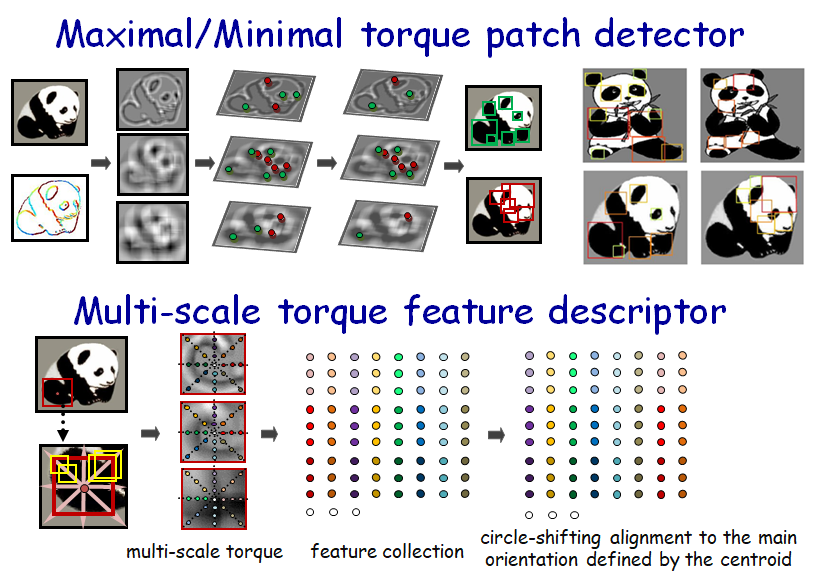 Maximal/Minimal torque patch detector
Multi-scale torque feature descriptor
multi-scale torque
feature collection
circle-shifting alignment to the main
orientation defined by the centroid